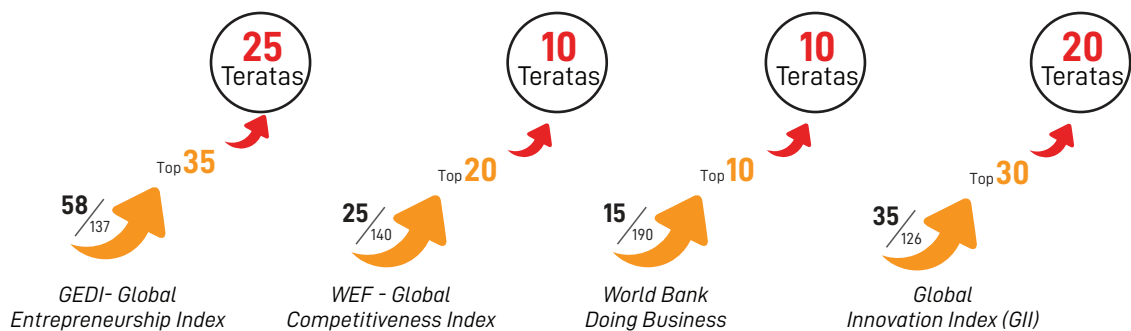 25
Teratas
Top 35
58/137
GEDI- Global
Entrepreneurship Index
10
Teratas
Top 20
25/140
WEF - Global
Competitiveness Index
10
Teratas
Top 10
15/190
World Bank
Doing Business
20
Teratas
Top 30
35/126
Global
Innovation Index (GII)